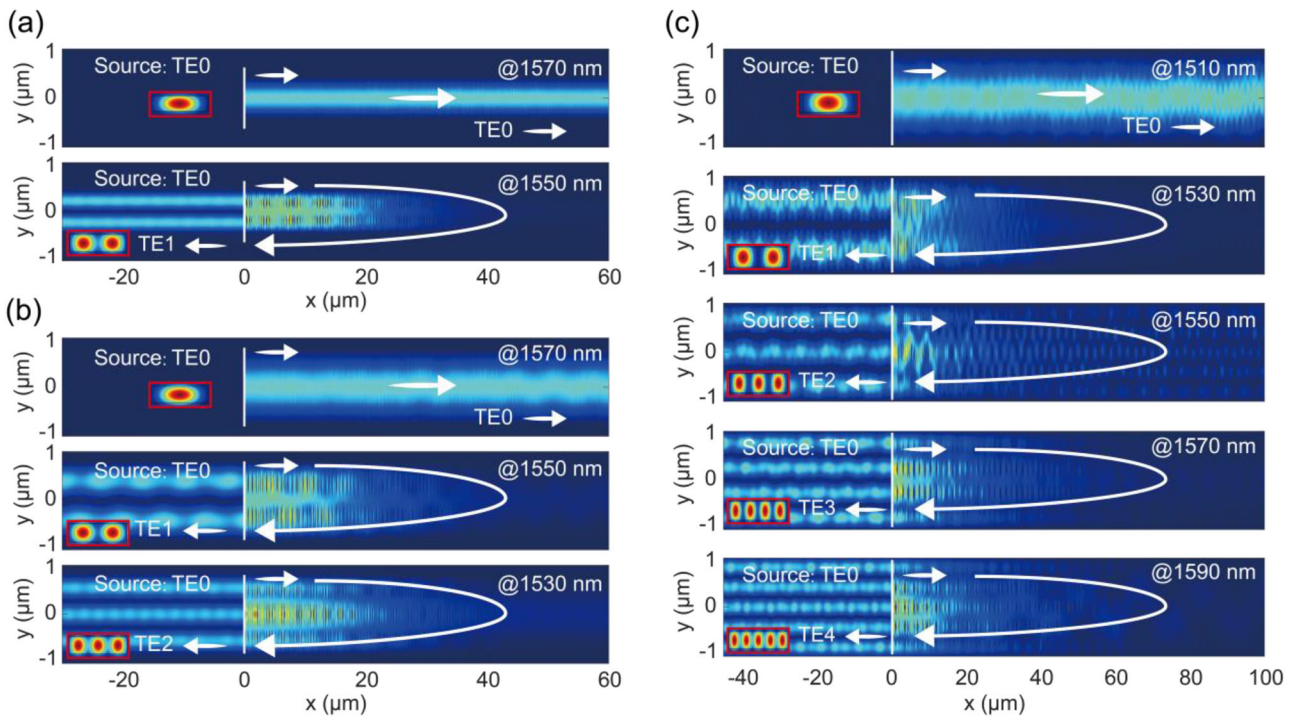 (a)
1
0
-1
y (µm)
Source: TE0
@1570 nm
TE0
1
0
-1
y (µm)
Source: TE0
@1550 nm
TE1
-20
0
20
40
60
x (µm)
(b)
1
0
-1
y (µm)
Source: TE0
@1570 nm
TE0
1
0
-1
y (µm)
Source: TE0
@1550 nm
TE1
1
0
-1
y (µm)
Source: TE0
@1530 nm
TE2
-20
0
20
40
60
x (µm)
(c)
1
0
-1
y (µm)
Source: TE0
@1510 nm
TE0
1
0
-1
y (µm)
Source: TE0
@1530 nm
TE1
1
0
-1
y (µm)
Source: TE0
@1550 nm
TE2
1
0
-1
y (µm)
Source: TE0
@1570 nm
TE3
1
0
-1
y (µm)
Source: TE0
@1590 nm
TE4
-40
-20
0
20
40
60
80
100
x (µm)